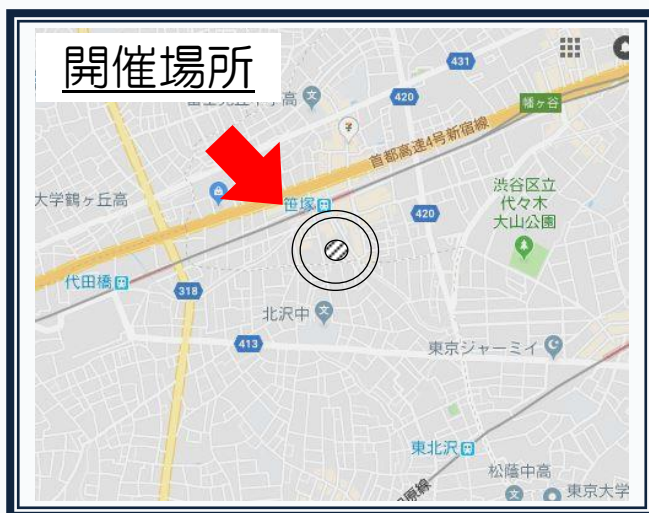 開催場所
431
420
幡ヶ谷
首都高速4号新宿線
大学鶴ヶ丘高
笹塚
420
渋谷区立
代々木
大山公園
代田橋
318
北沢中
413
東京ジャーミイ
東北沢
松蔭中高
東京大学